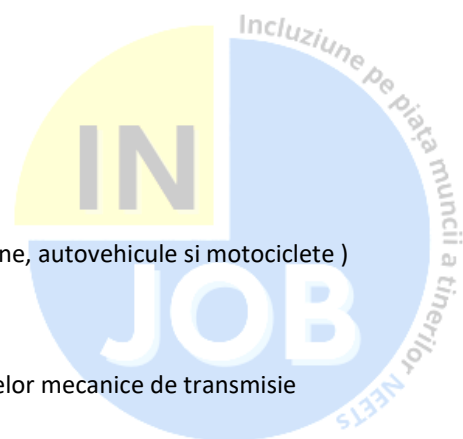 Incluziune pe piața muncii a tinerilor NEETs
IN
ne, autovehicule si motociclete )
JOB
elor mecanice de transmisie